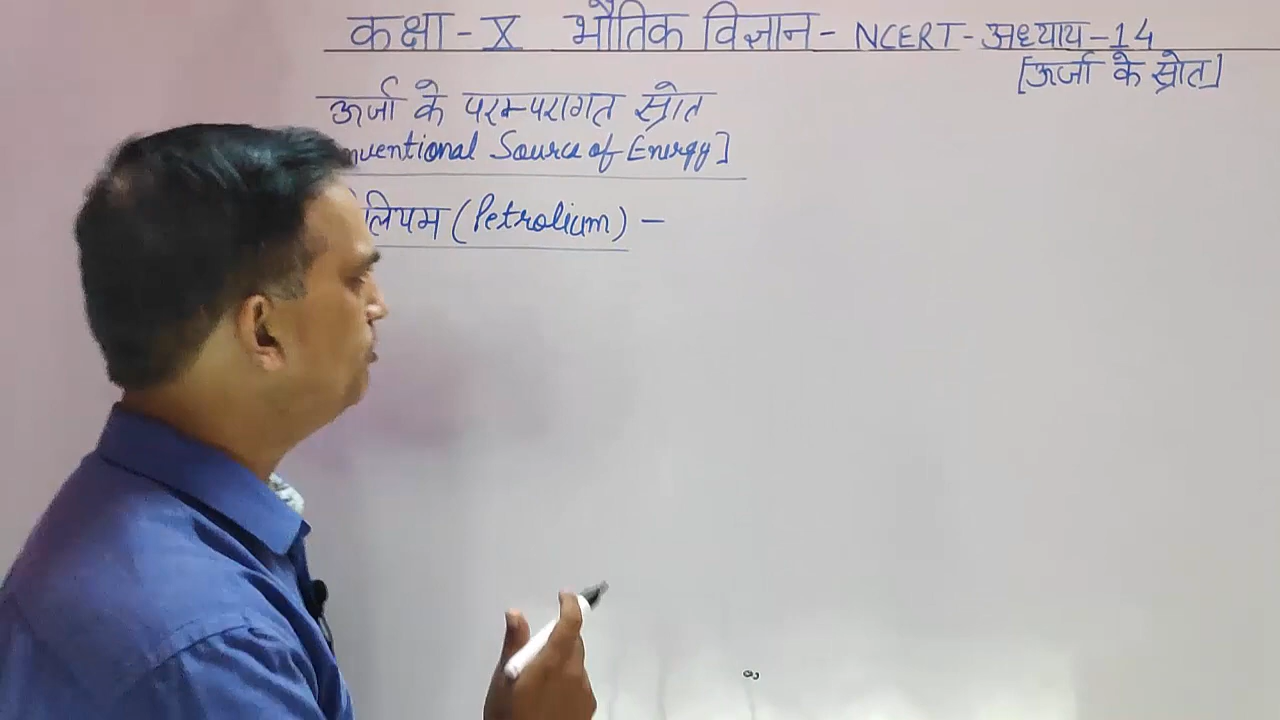 कक्षा - X भौतिक विज्ञान - NCERT - अध्याय - 14
[ऊर्जा के स्रोत]
ऊर्जा के परम्परागत स्रोत
nventional Source of Energy]
लियम (Petrolium) -